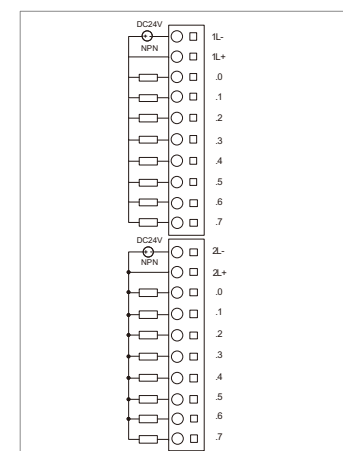 DC24V
1L-
NPN
1L+
.0
.1
.2
.3
.4
.5
.6
.7
DC24V
2L-
NPN
2L+
.0
.1
.2
.3
.4
.5
.6
.7